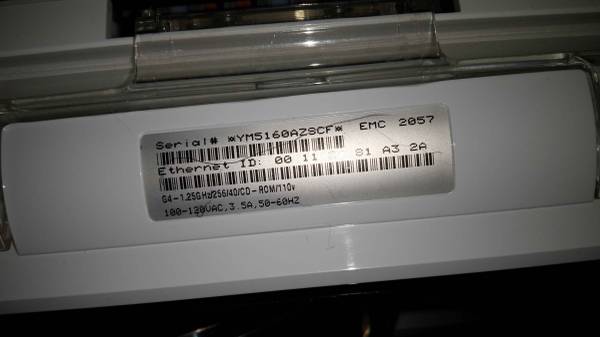 Serial# *YM5160AZSCF* EMC 2057
Ethernet ID: 00 11 81 A3 2A
G4-1.25GHz/256/40/CD-ROM/110v
100-120VAC,3.5A,50-60HZ